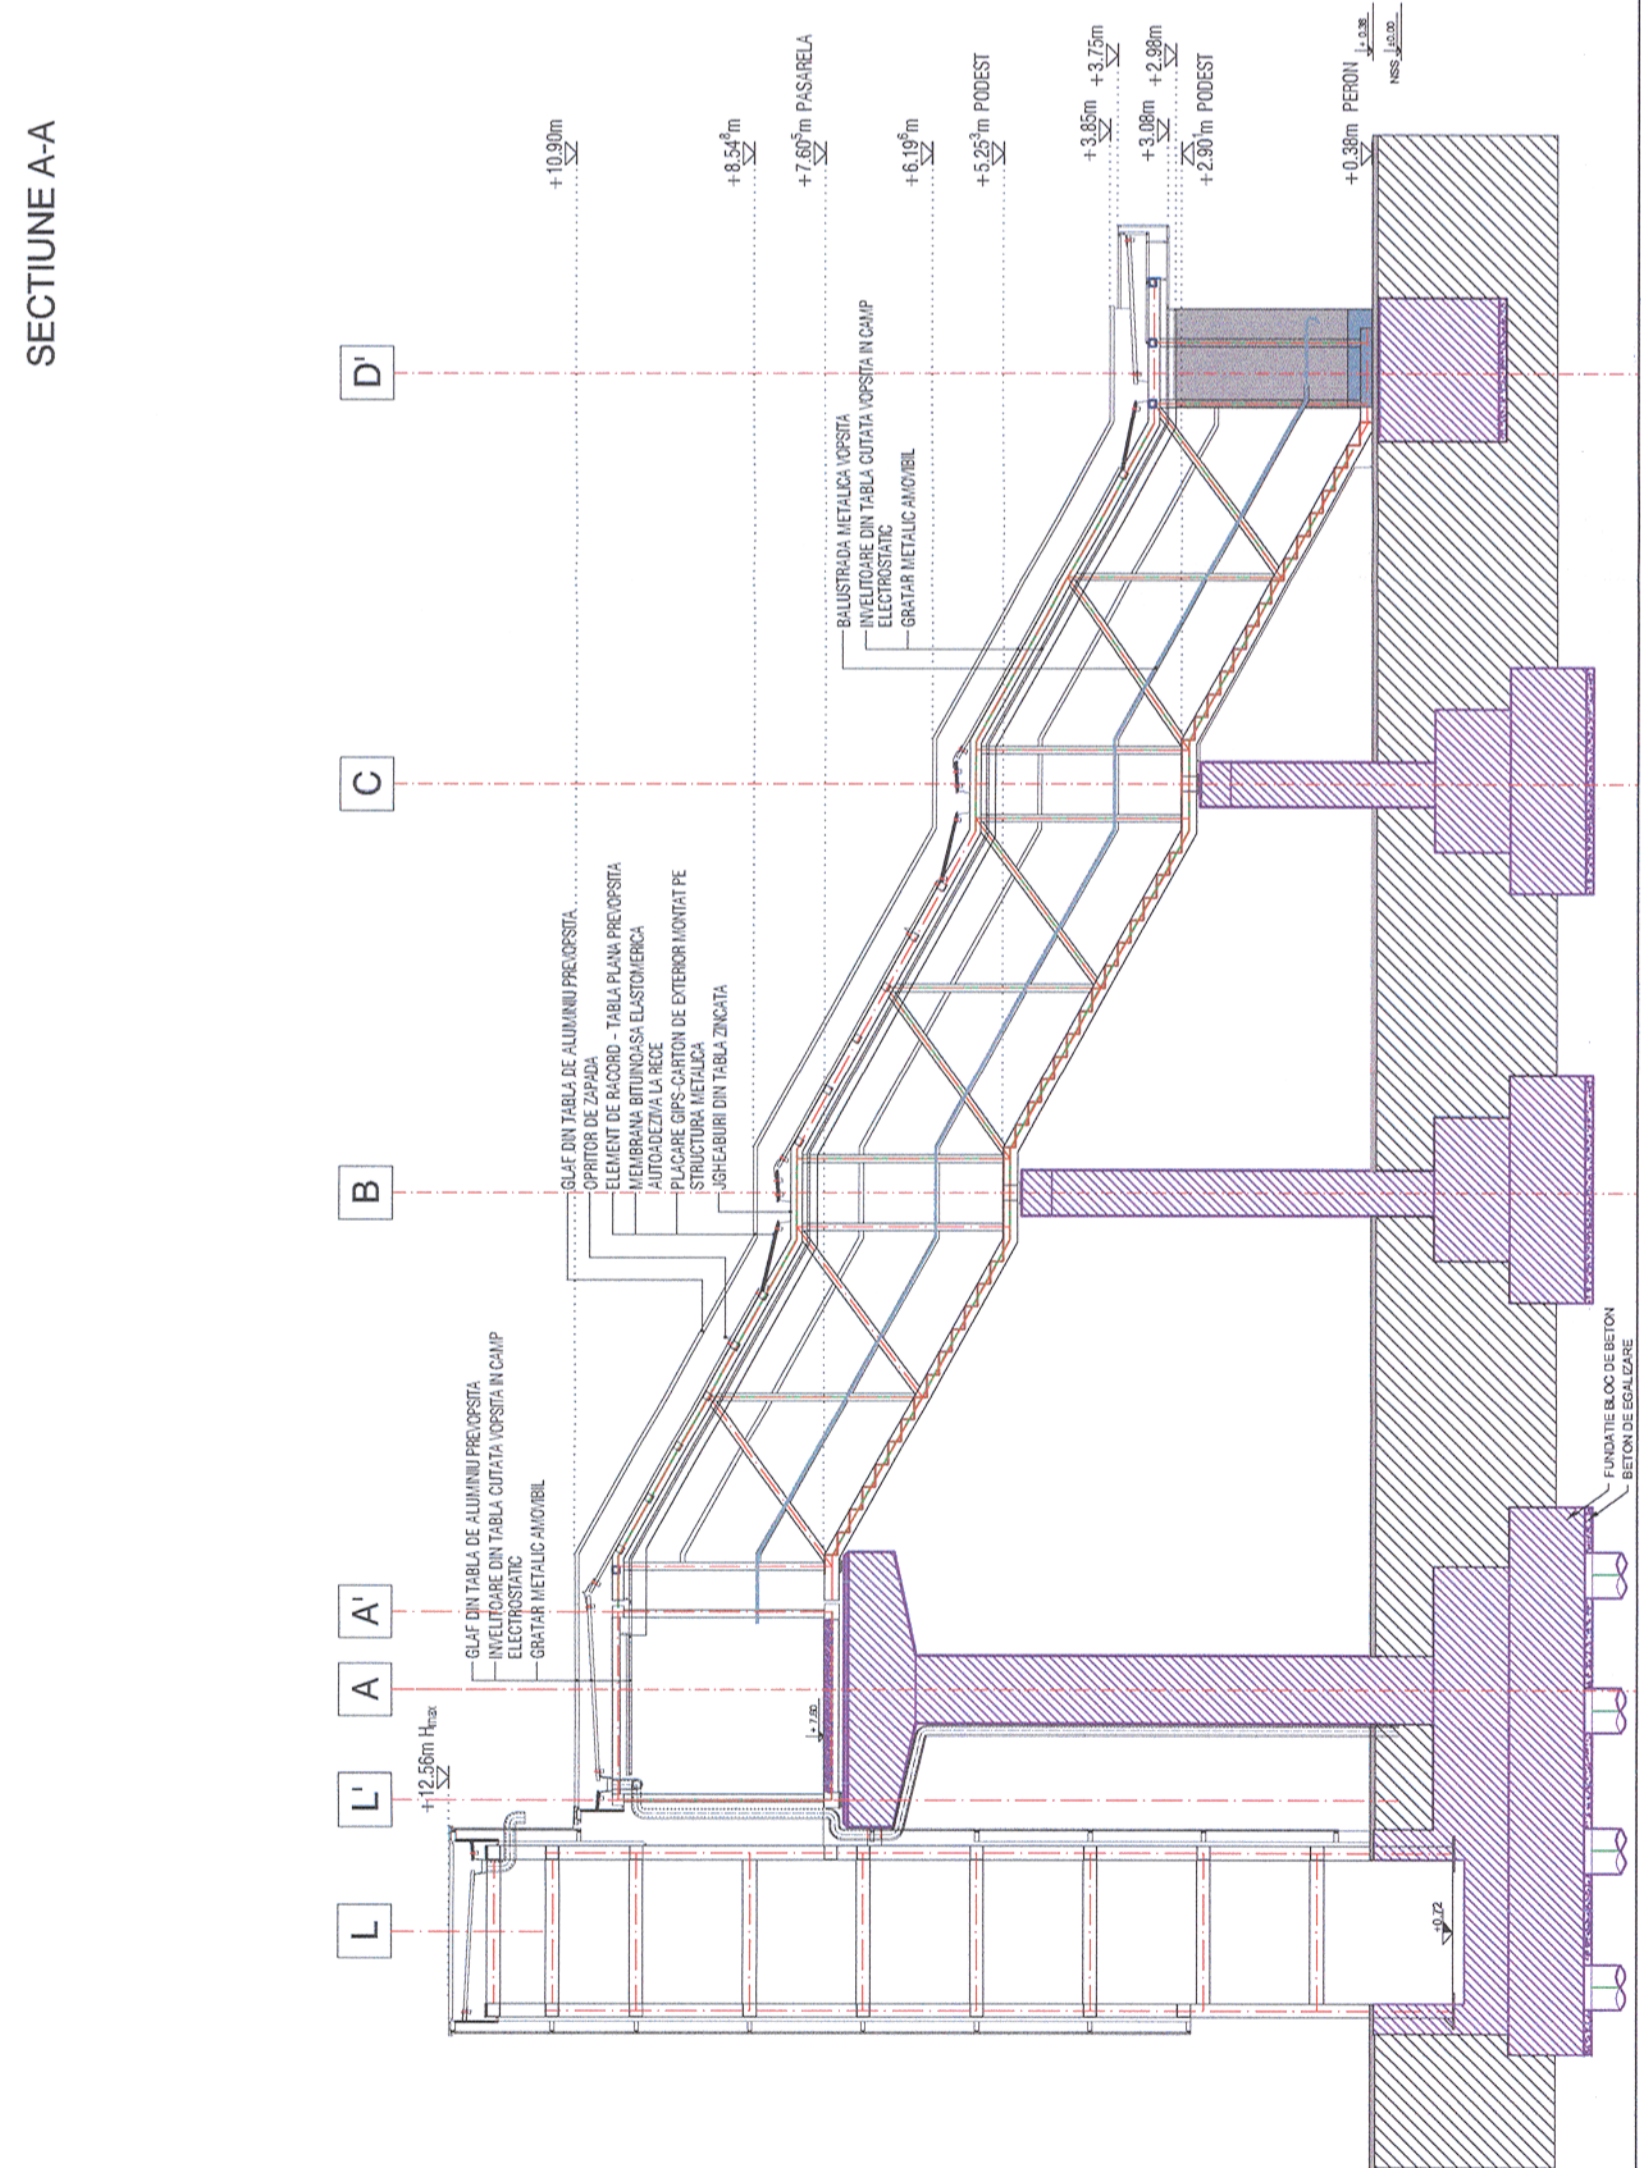 SECTIUNE A-A
L
L'
A'
A
B
C
D'
+12.56m Hmax
GLAF DIN TABLA DE ALUMINIU PREVOPSITA
INVELITOARE DIN TABLA CUTATA VOPSITA IN CAMP
ELECTROSTATIC
GRATAR METALIC AMOVIBIL
GLAF DIN TABLA DE ALUMINIU PREVOPSITA
OPRITOR DE ZAPADA
ELEMENT DE RACORD - TABLA PLANA PREVOPSITA
MEMBRANA BITUINOASA ELASTOMERICA
AUTOADEZIVA LA RECE
PLACARE GIPS-CARTON DE EXTERIOR MONTAT PE
STRUCTURA METALICA
JGHEABURI DIN TABLA ZINCATA
BALUSTRADA METALICA VOPSITA
INVELITOARE DIN TABLA CUTATA VOPSITA IN CAMP
ELECTROSTATIC
GRATAR METALIC AMOVIBIL
+10.90m
+8.54⁸m
+7.60⁵m PASARELA
+6.19⁶m
+5.25³m PODEST
+3.85m
+3.75m
+3.08m
+2.98m
+2.90¹m PODEST
+0.38m PERON
+ 0.38
NSS ±0.00
+ 7.60
+0.72
FUNDATIE BLOC DE BETON
BETON DE EGALIZARE